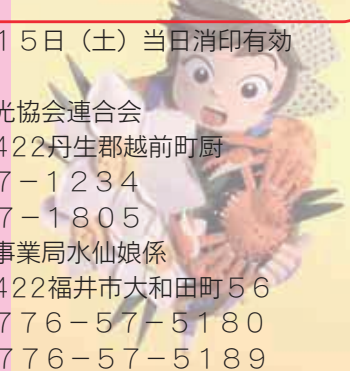 15日（土）当日消印有効
光協会連合会
422丹生郡越前町厨
7－1234
7－1805
事業局水仙娘係
422福井市大和田町56
776－57－5180
776－57－5189